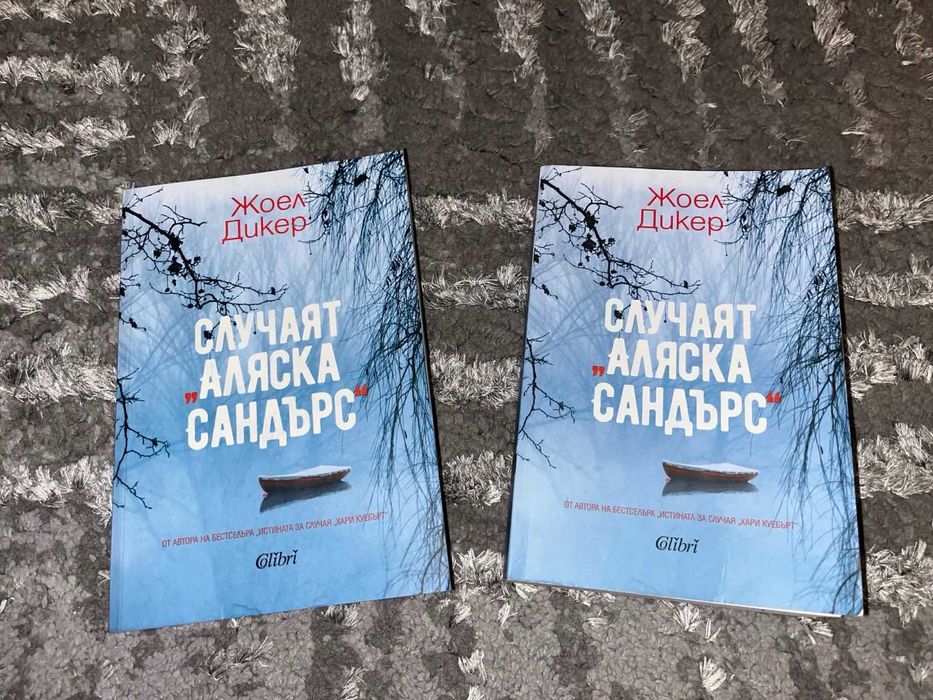 Жоел
Дикер
СЛУЧАЯТ
„АЛЯСКА
САНДЪРС“
ОТ АВТОРА НА БЕСТСЕЛЪРА „ИСТИНАТА ЗА СЛУЧАЯ „ХАРИ КУЕБЪРТ“
Colibri
Жоел
Дикер
СЛУЧАЯТ
„АЛЯСКА
САНДЪРС“
ОТ АВТОРА НА БЕСТСЕЛЪРА „ИСТИНАТА ЗА СЛУЧАЯ „ХАРИ КУЕБЪРТ“
Colibri